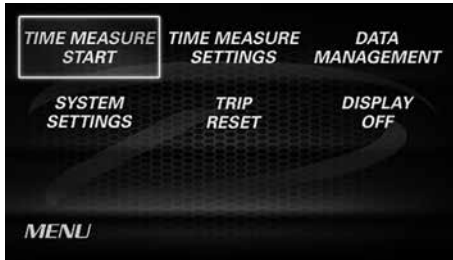 TIME MEASURE START
TIME MEASURE SETTINGS
DATA MANAGEMENT
SYSTEM SETTINGS
TRIP RESET
DISPLAY OFF
MENU